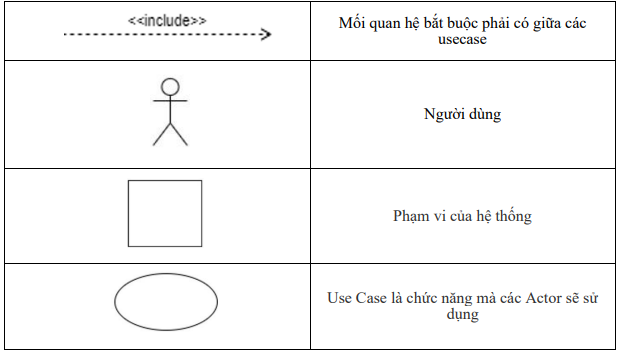 <<include>>
Mối quan hệ bắt buộc phải có giữa các
usecase
Người dùng
Phạm vi của hệ thống
Use Case là chức năng mà các Actor sẽ sử
dụng